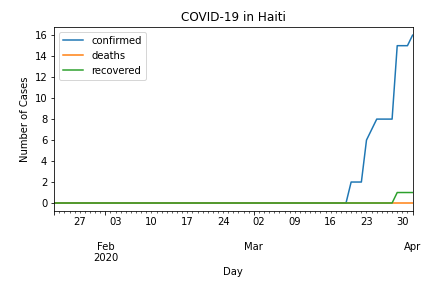 COVID-19 in Haiti
confirmed
deaths
recovered
Number of Cases
16
14
12
10
8
6
4
2
0
27 03 10 17 24 02 09 16 23 30
Feb Mar Apr
2020
Day